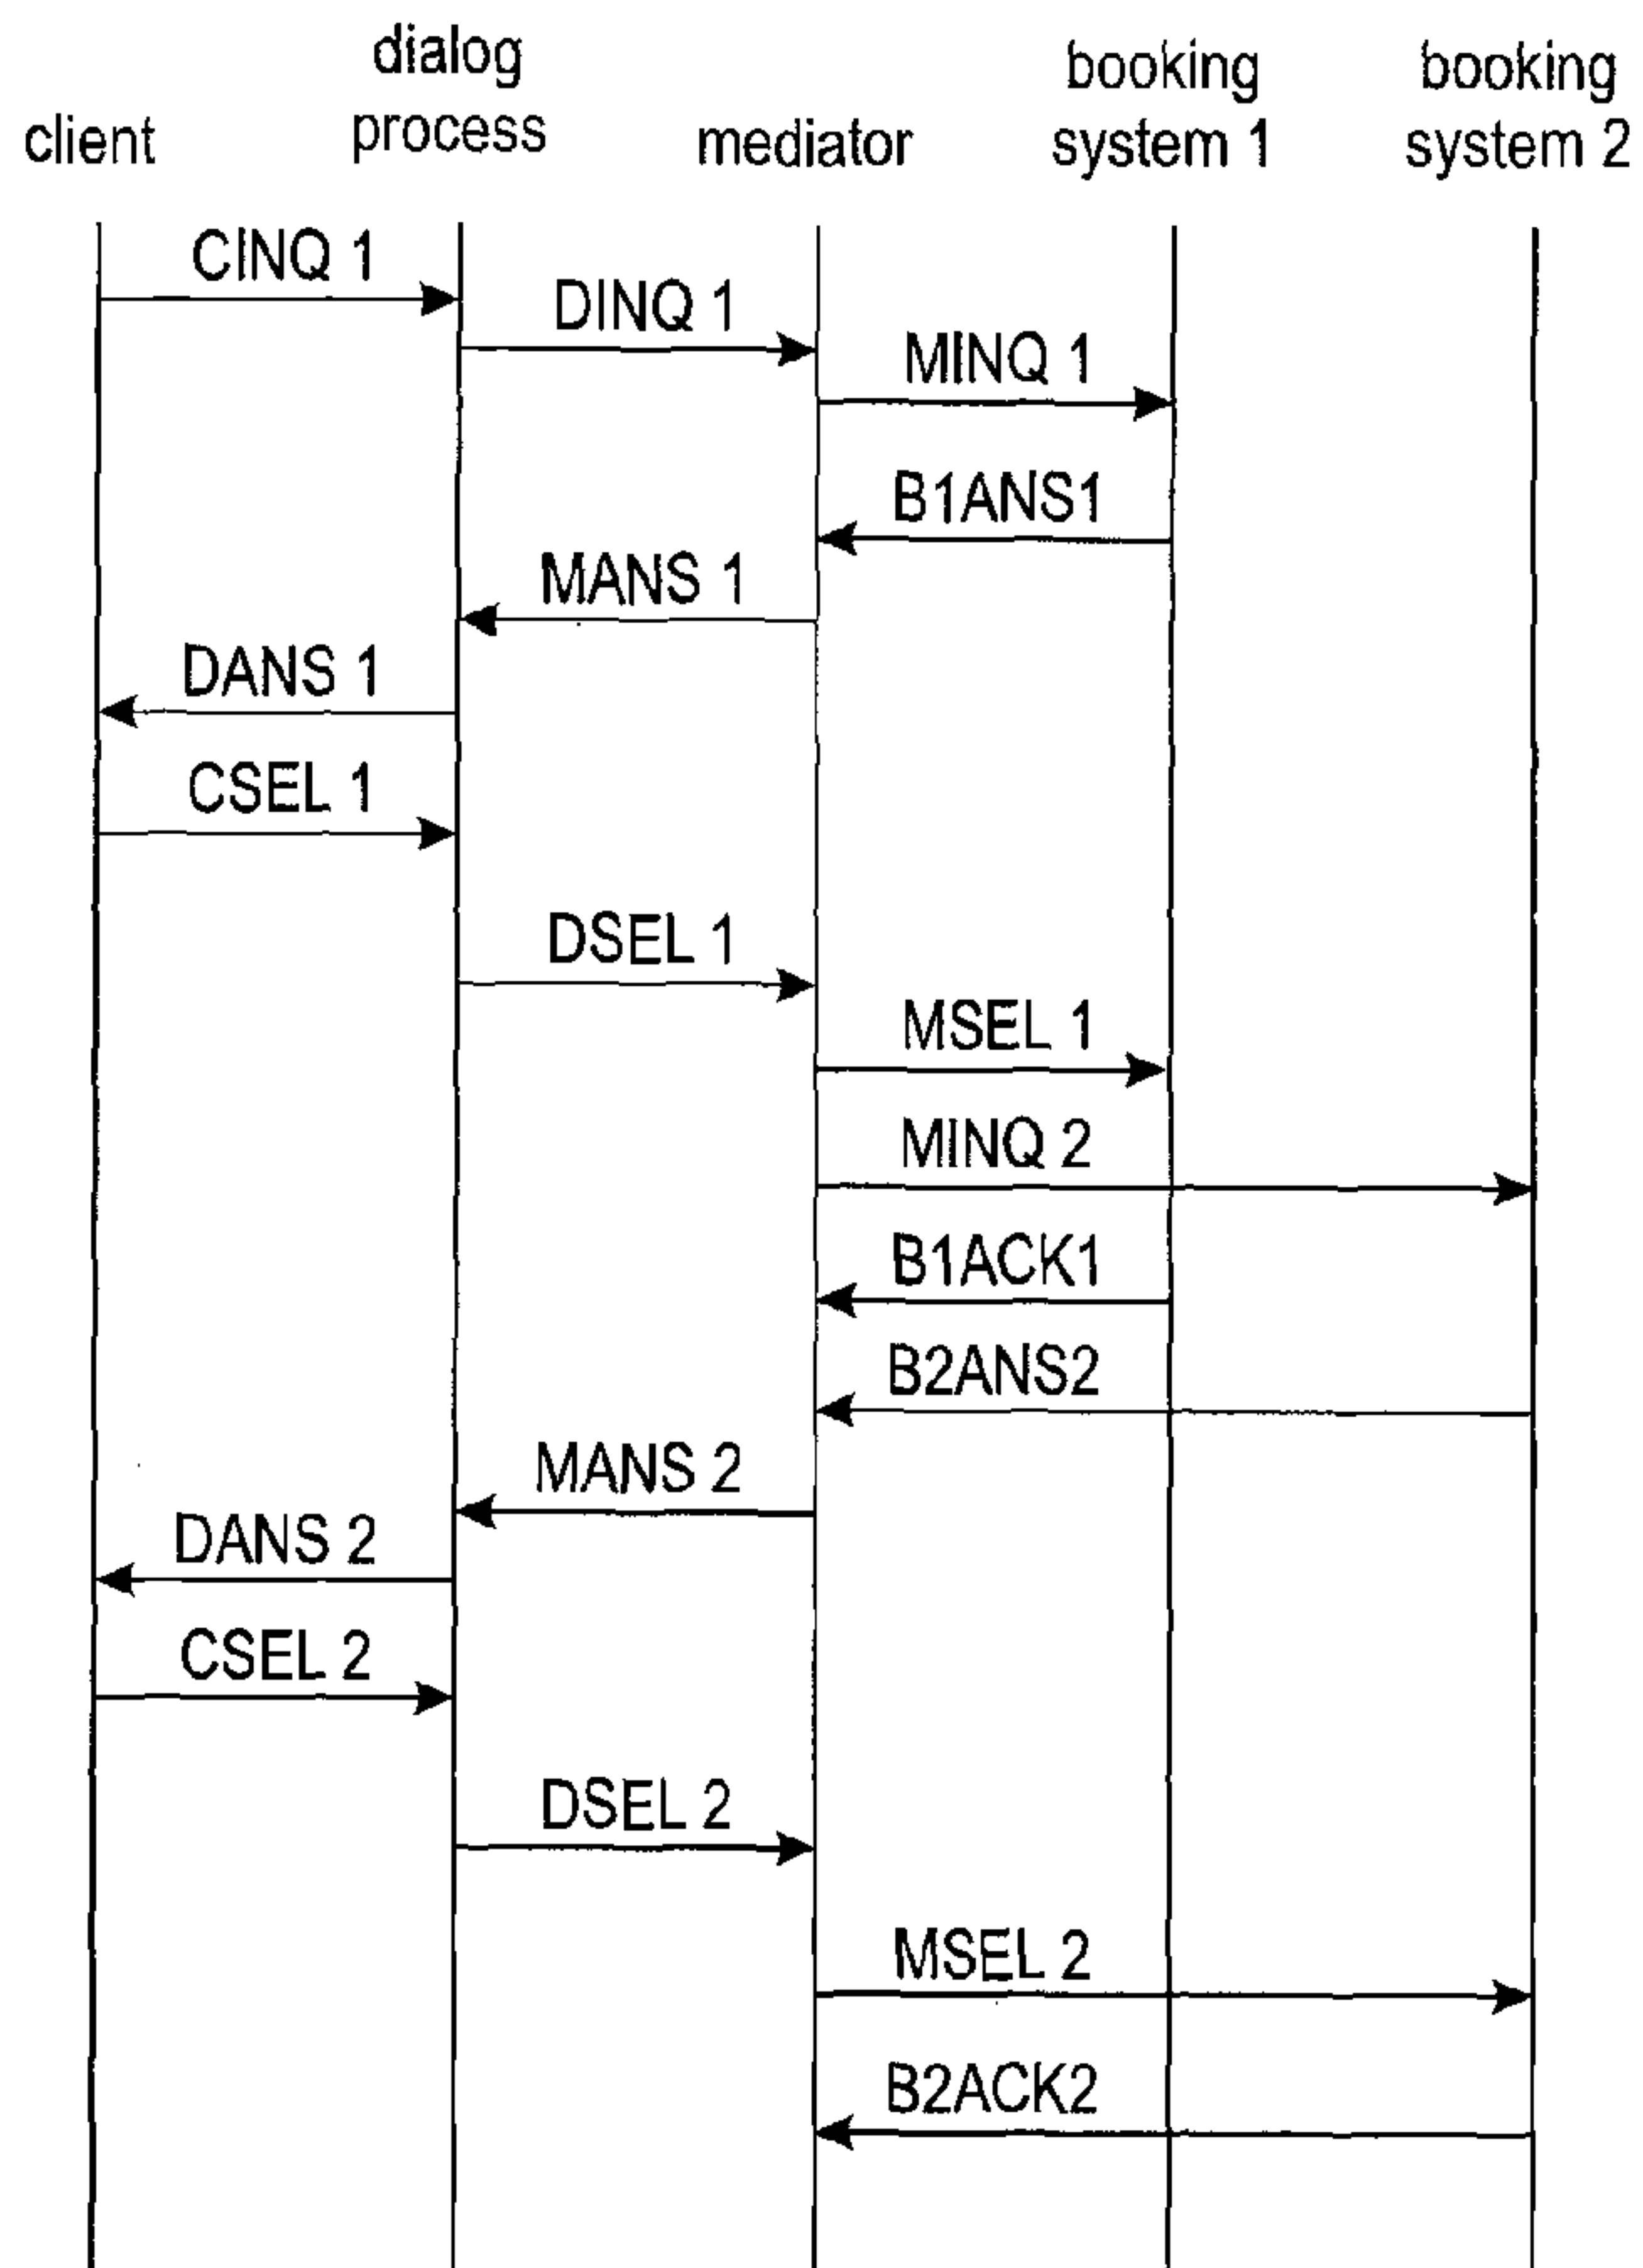 client
dialog
process
mediator
booking
system 1
booking
system 2
CINQ 1
DINQ 1
MINQ 1
B1ANS1
MANS 1
DANS 1
CSEL 1
DSEL 1
MSEL 1
MINQ 2
B1ACK1
B2ANS2
MANS 2
DANS 2
CSEL 2
DSEL 2
MSEL 2
B2ACK2